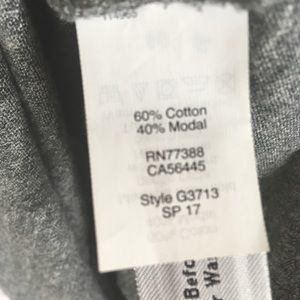 60% Cotton
40% Modal
RN77388
CA56445
Style G3713
SP 17